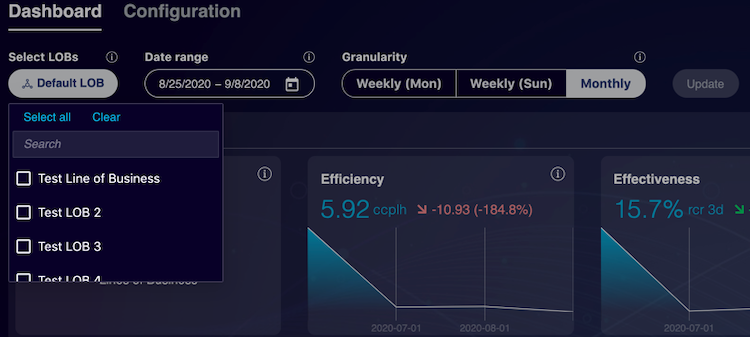 Dashboard Configuration
Select LOBs Date range Granularity
Default LOB 8/25/2020 – 9/8/2020 Weekly (Mon) Weekly (Sun) Monthly Update
Select all Clear
Search
Test Line of Business
Test LOB 2
Test LOB 3
Test LOB 4
Lines of Business
Efficiency
5.92 ccplh -10.93 (-184.8%)
2020-07-01 2020-08-01
Effectiveness
15.7% rcr 3d
2020-07-01